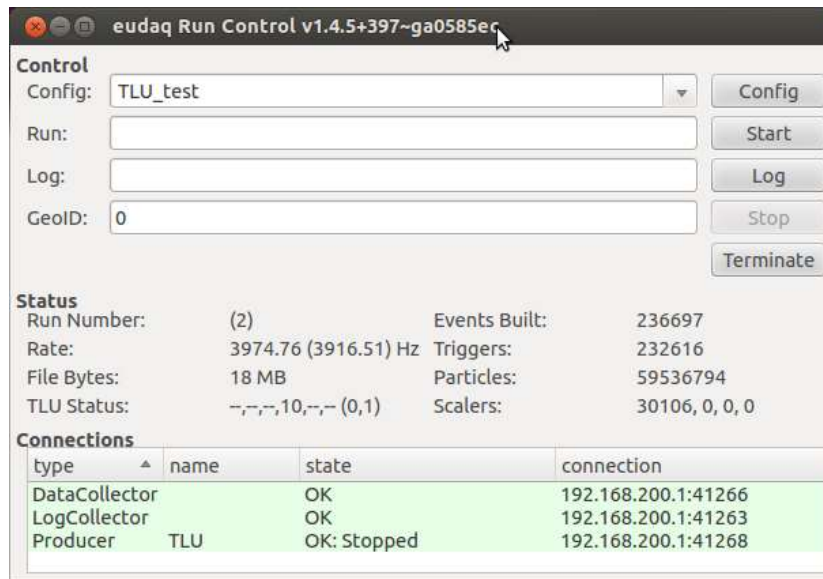 eudaq Run Control v1.4.5+397~ga0585ec
Control
Config: TLU_test Config
Run: Start
Log: Log
GeoID: 0 Stop
Terminate
Status
Run Number: (2) Events Built: 236697
Rate: 3974.76 (3916.51) Hz Triggers: 232616
File Bytes: 18 MB Particles: 59536794
TLU Status: --,--,--,10,--,-- (0,1) Scalers: 30106, 0, 0, 0
Connections
type name state connection
DataCollector OK 192.168.200.1:41266
LogCollector OK 192.168.200.1:41263
Producer TLU OK: Stopped 192.168.200.1:41268